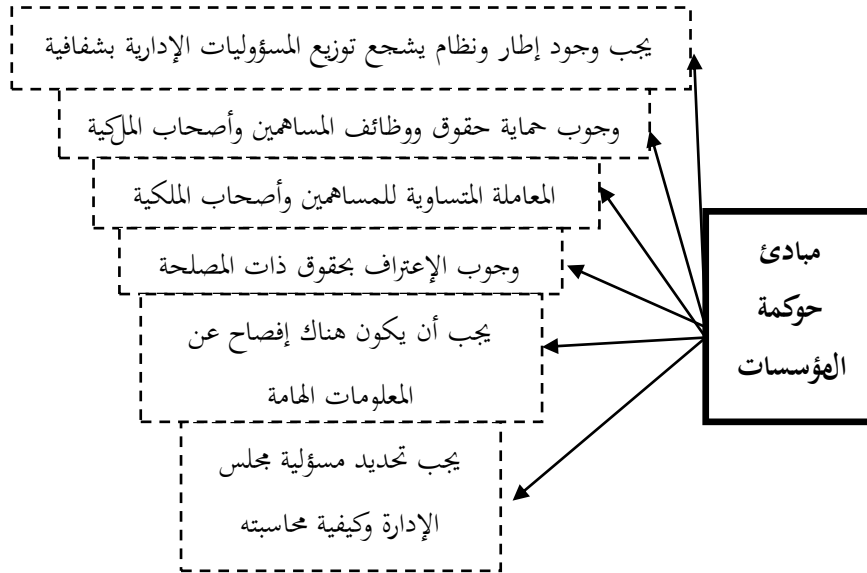 يجب وجود إطار ونظام يشجع توزيع المسؤوليات الإدارية بشفافية
وجوب حماية حقوق ووظائف المساهمين وأصحاب الملكية
المعاملة المتساوية للمساهمين وأصحاب الملكية
وجوب الإعتراف بحقوق ذات المصلحة
يجب أن يكون هناك إفصاح عن
المعلومات الهامة
يجب تحديد مسؤلية مجلس
الإدارة وكيفية محاسبته
مبادئ
حوكمة
المؤسسات